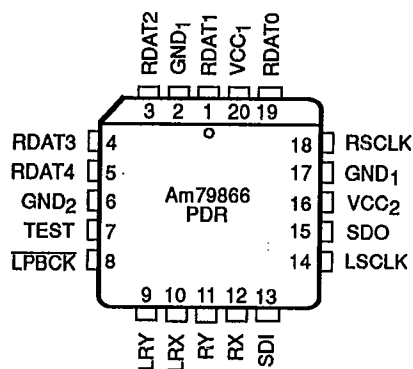 RDAT2 GND1 RDAT1 VCC1 RDAT0
3 2 1 20 19
RDAT3 4 18 RSCLK
RDAT4 5 17 GND1
GND2 6 Am79866 16 VCC2
TEST 7 PDR 15 SDO
LPBCK 8 14 LSCLK
9 10 11 12 13
LRY LRX RY RX SDI